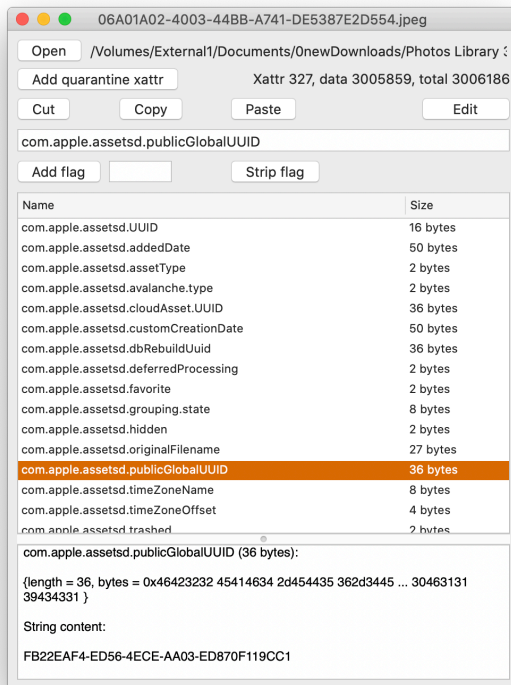 06A01A02-4003-44BB-A741-DE5387E2D554.jpeg
Open /Volumes/External1/Documents/0newDownloads/Photos Library
Add quarantine xattr Xattr 327, data 3005859, total 3006186
Cut Copy Paste Edit
com.apple.assetsd.publicGlobalUUID
Add flag Strip flag
Name Size
com.apple.assetsd.UUID 16 bytes
com.apple.assetsd.addedDate 50 bytes
com.apple.assetsd.assetType 2 bytes
com.apple.assetsd.avalanche.type 2 bytes
com.apple.assetsd.cloudAsset.UUID 36 bytes
com.apple.assetsd.customCreationDate 50 bytes
com.apple.assetsd.dbRebuildUuid 36 bytes
com.apple.assetsd.deferredProcessing 2 bytes
com.apple.assetsd.favorite 2 bytes
com.apple.assetsd.grouping.state 8 bytes
com.apple.assetsd.hidden 2 bytes
com.apple.assetsd.originalFilename 27 bytes
com.apple.assetsd.publicGlobalUUID 36 bytes
com.apple.assetsd.timeZoneName 8 bytes
com.apple.assetsd.timeZoneOffset 4 bytes
com.apple.assetsd.trashed 2 bytes
com.apple.assetsd.publicGlobalUUID (36 bytes):
{length = 36, bytes = 0x46423232 45414634 2d454435 362d3445 ... 30463131
39434331 }
String content:
FB22EAF4-ED56-4ECE-AA03-ED870F119CC1